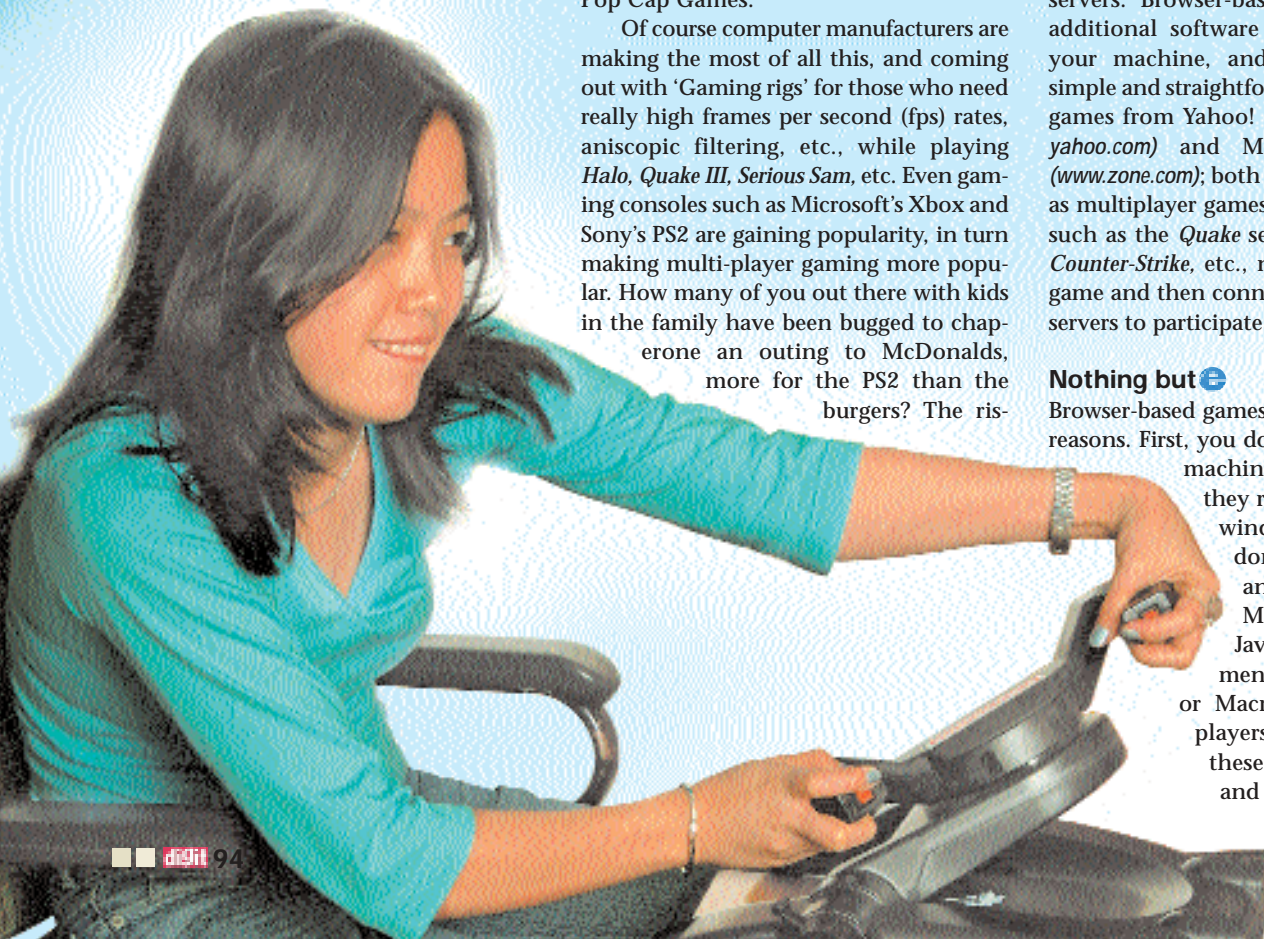 Pop Cap Games.
Of course computer manufacturers are
making the most of all this, and coming
out with ‘Gaming rigs’ for those who need
really high frames per second (fps) rates,
aniscopic filtering, etc., while playing
Halo, Quake III, Serious Sam, etc. Even gam-
ing consoles such as Microsoft’s Xbox and
Sony’s PS2 are gaining popularity, in turn
making multi-player gaming more popu-
lar. How many of you out there with kids
in the family have been bugged to chap-
erone an outing to McDonalds,
more for the PS2 than the
burgers? The ris-
servers. Browser-bas
additional software
your machine, and
simple and straightfo
games from Yahoo!
yahoo.com) and M
(www.zone.com); both
as multiplayer games
such as the Quake se
Counter-Strike, etc., n
game and then conn
servers to participate
Nothing but e
Browser-based games
reasons. First, you do
machin
they r
wind
dor
an
M
Jav
men
or Macr
players
these
and
digit 94